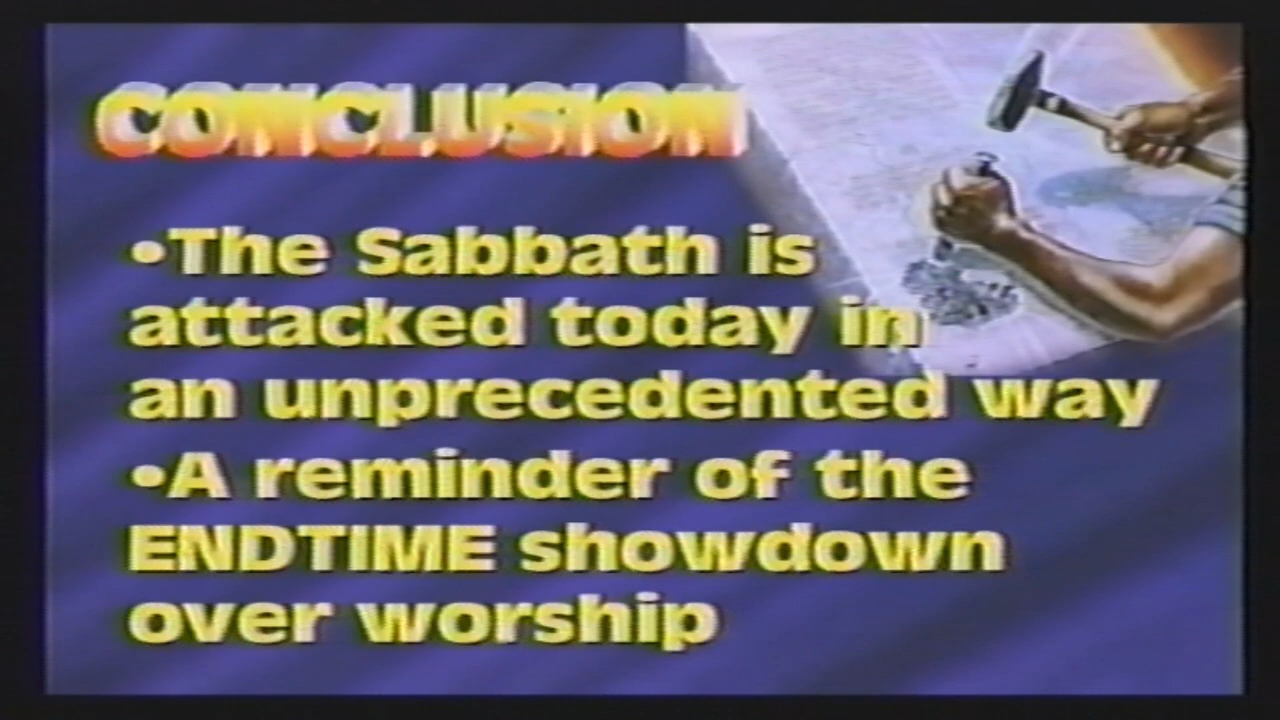 CONCLUSION
•The Sabbath is
attacked today in
an unprecedented way
•A reminder of the
ENDTIME showdown
over worship